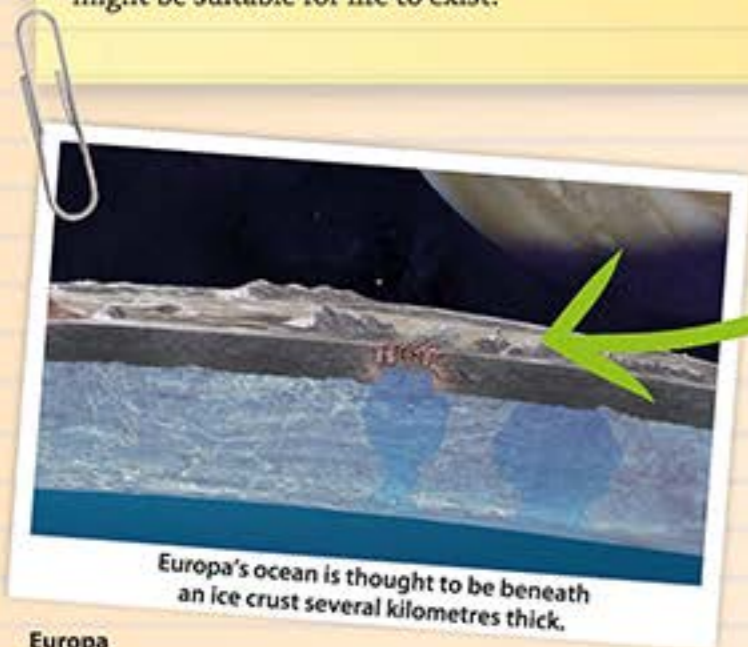 might be suitable for life to exist.
Europa's ocean is thought to be beneath
an ice crust several kilometres thick.
Europa